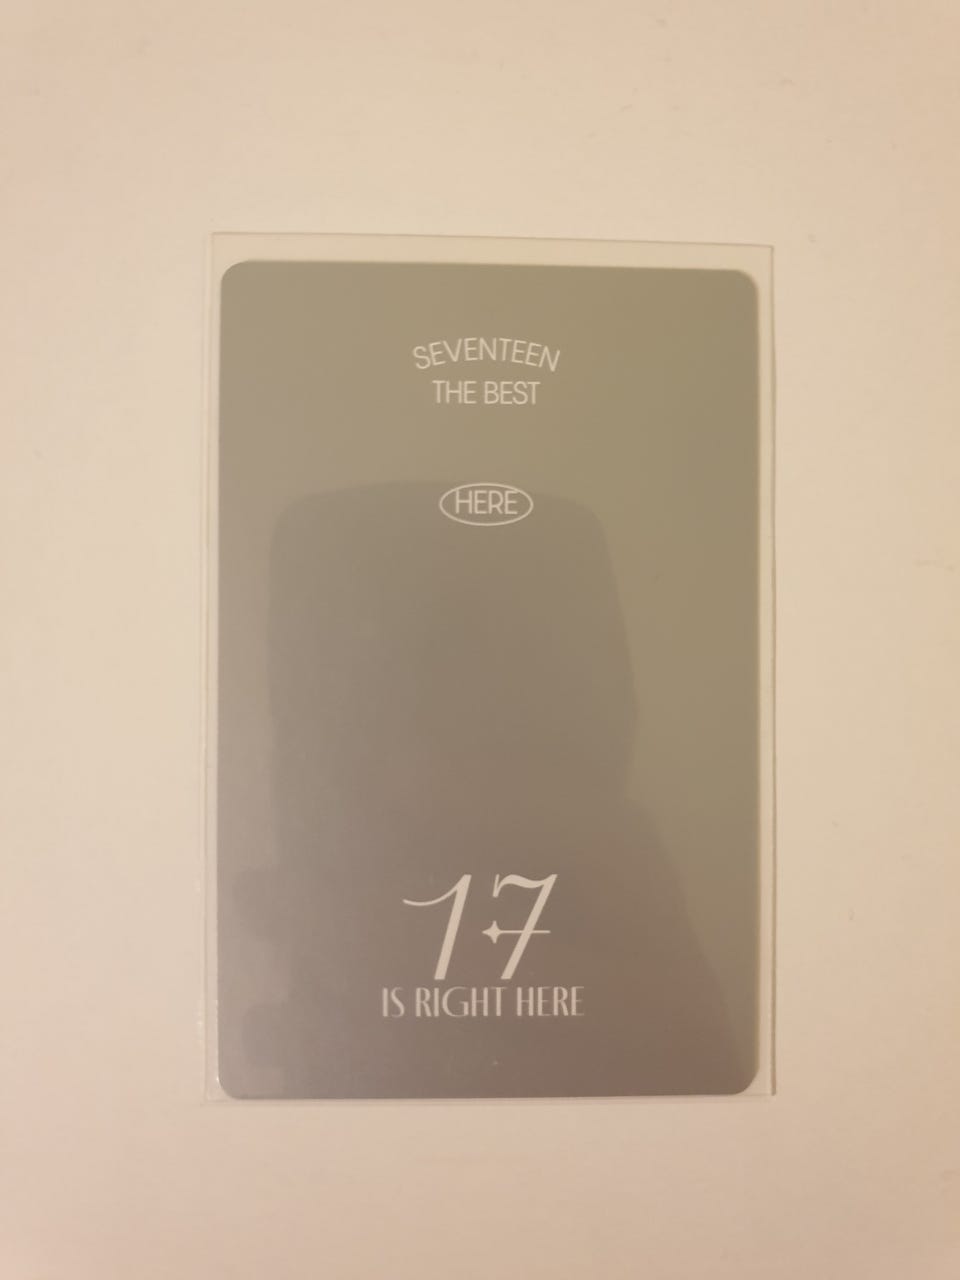 SEVENTEEN
THE BEST
HERE
17
IS RIGHT HERE